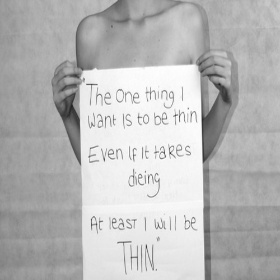 "The One thing I
want Is to be thin
Even If It takes
dieing
At least I will be
THIN."